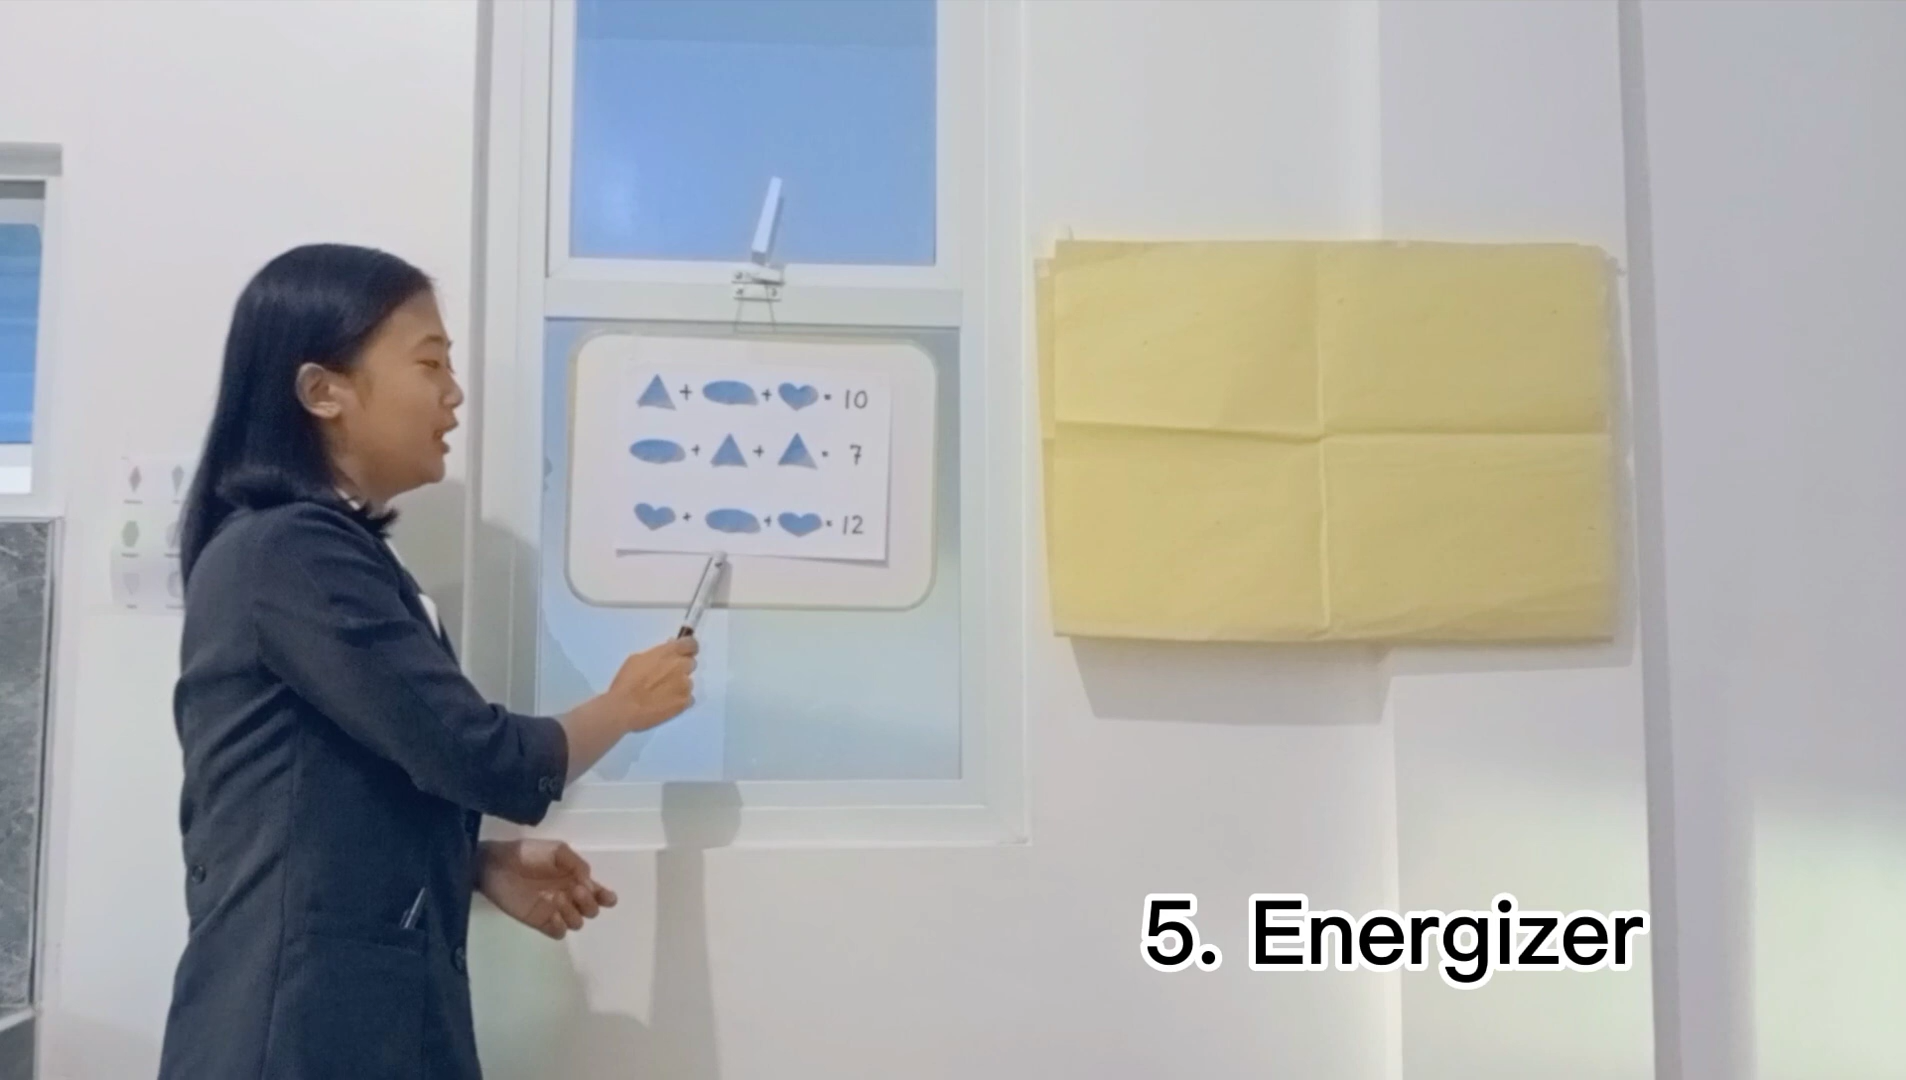 + + = 10
+ + = 7
+ + = 12
5. Energizer